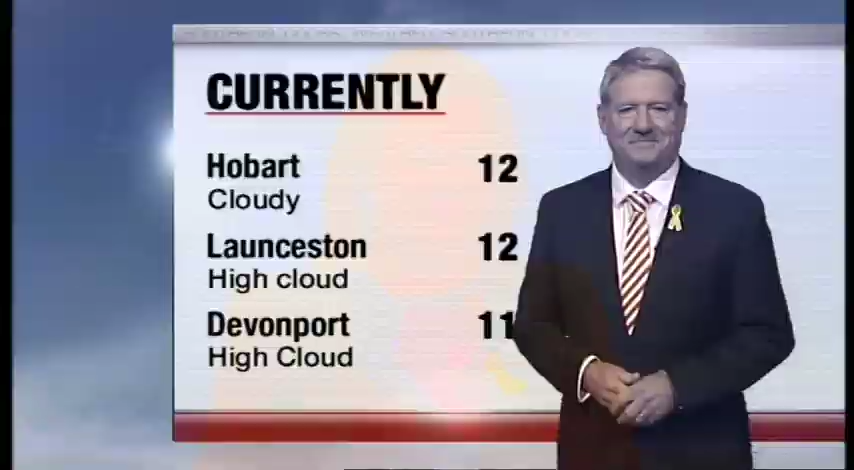 CURRENTLY
Hobart 12
Cloudy
Launceston 12
High cloud
Devonport 11
High Cloud